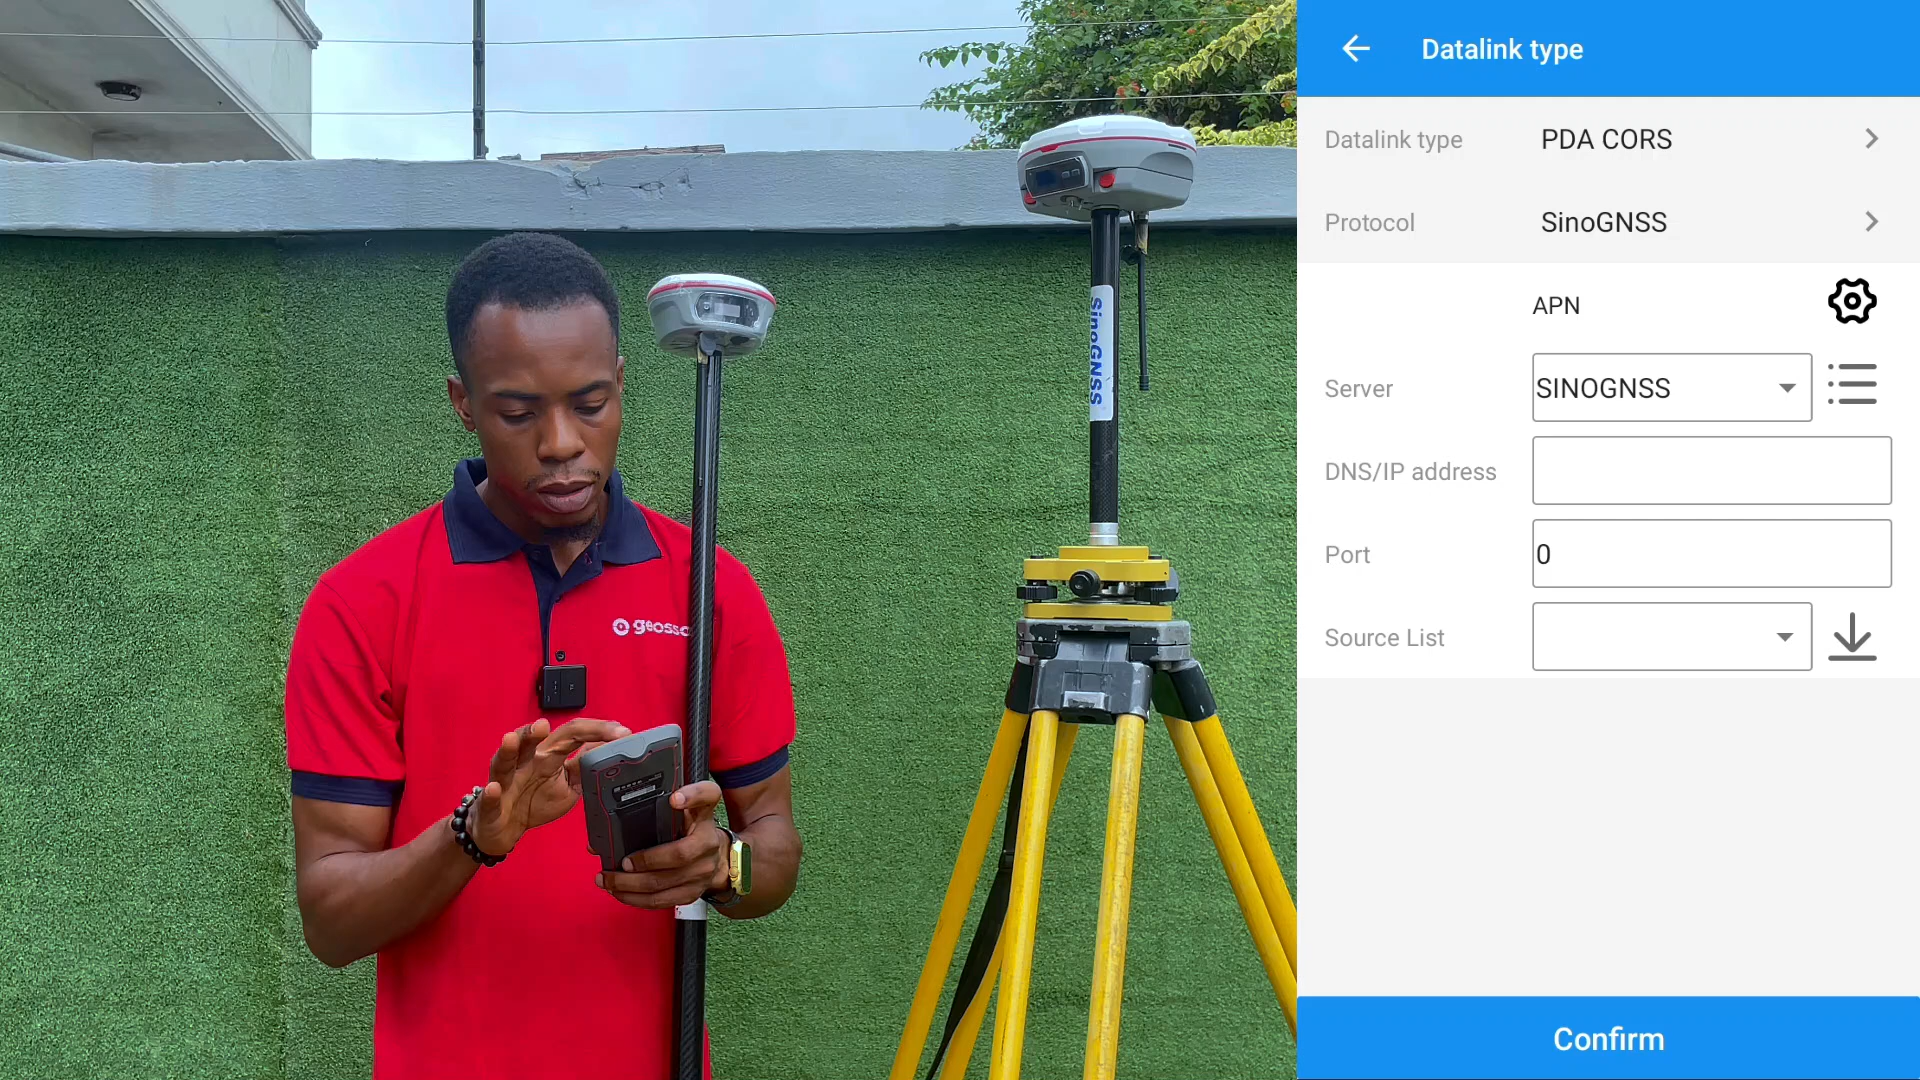 SinoGNSS
Datalink type
Datalink type PDA CORS
Protocol SinoGNSS
APN
Server SINOGNSS
DNS/IP address
Port 0
Source List
Confirm